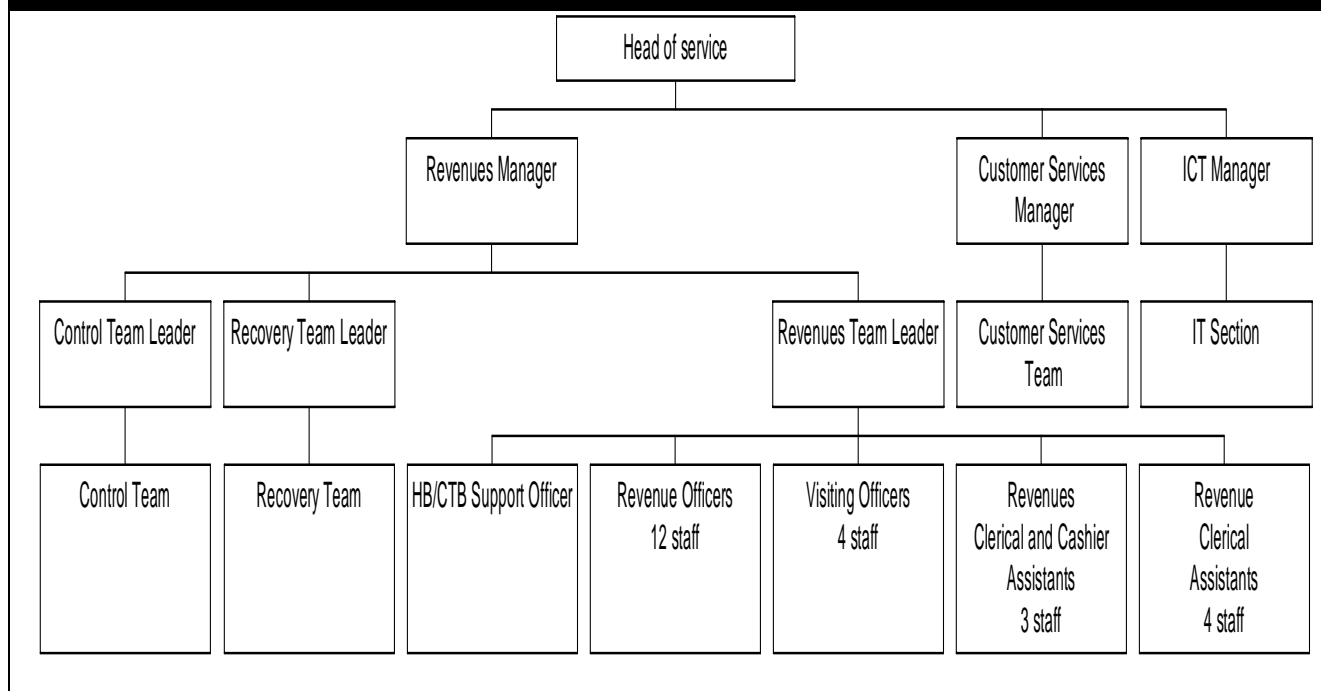 Head of service
Revenues Manager
Customer Services
Manager
ICT Manager
Control Team Leader
Recovery Team Leader
Revenues Team Leader
Customer Services
Team
IT Section
Control Team
Recovery Team
HB/CTB Support Officer
Revenue Officers
12 staff
Visiting Officers
4 staff
Revenues
Clerical and Cashier
Assistants
3 staff
Revenue
Clerical
Assistants
4 staff